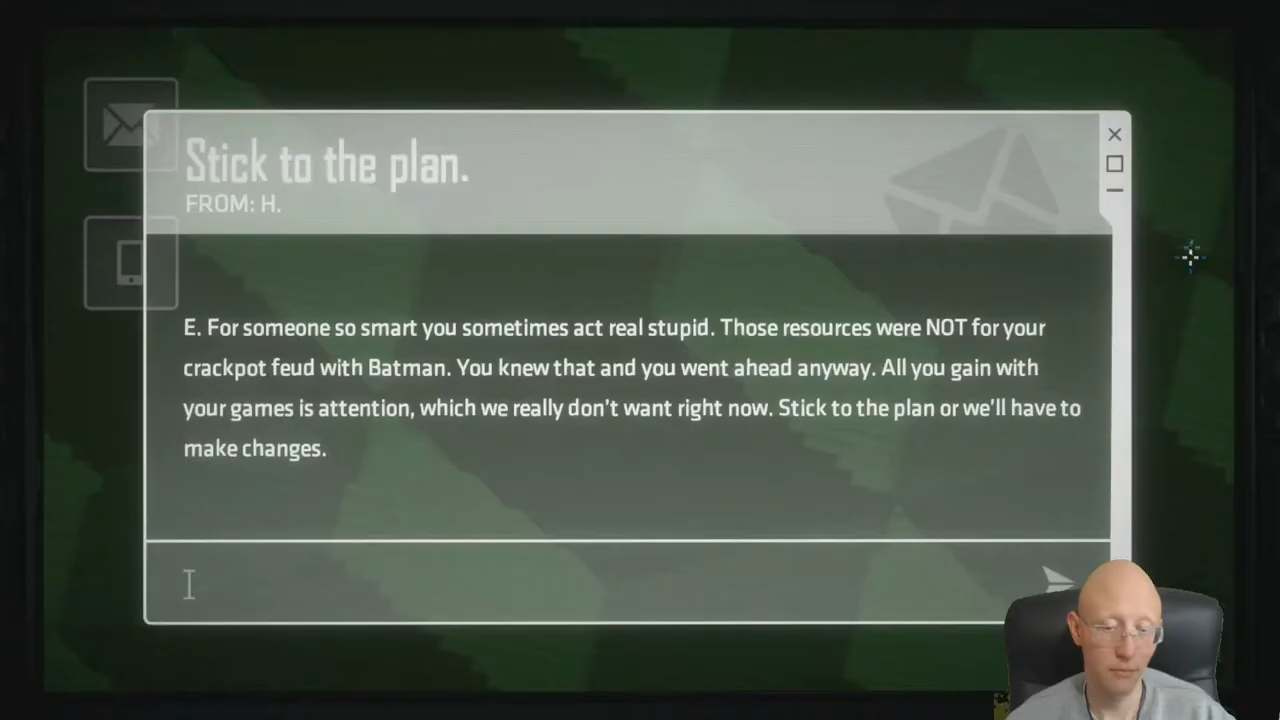 Stick to the plan.
FROM: H.
E. For someone so smart you sometimes act real stupid. Those resources were NOT for your
crackpot feud with Batman. You knew that and you went ahead anyway. All you gain with
your games is attention, which we really don't want right now. Stick to the plan or we'll have to
make changes.